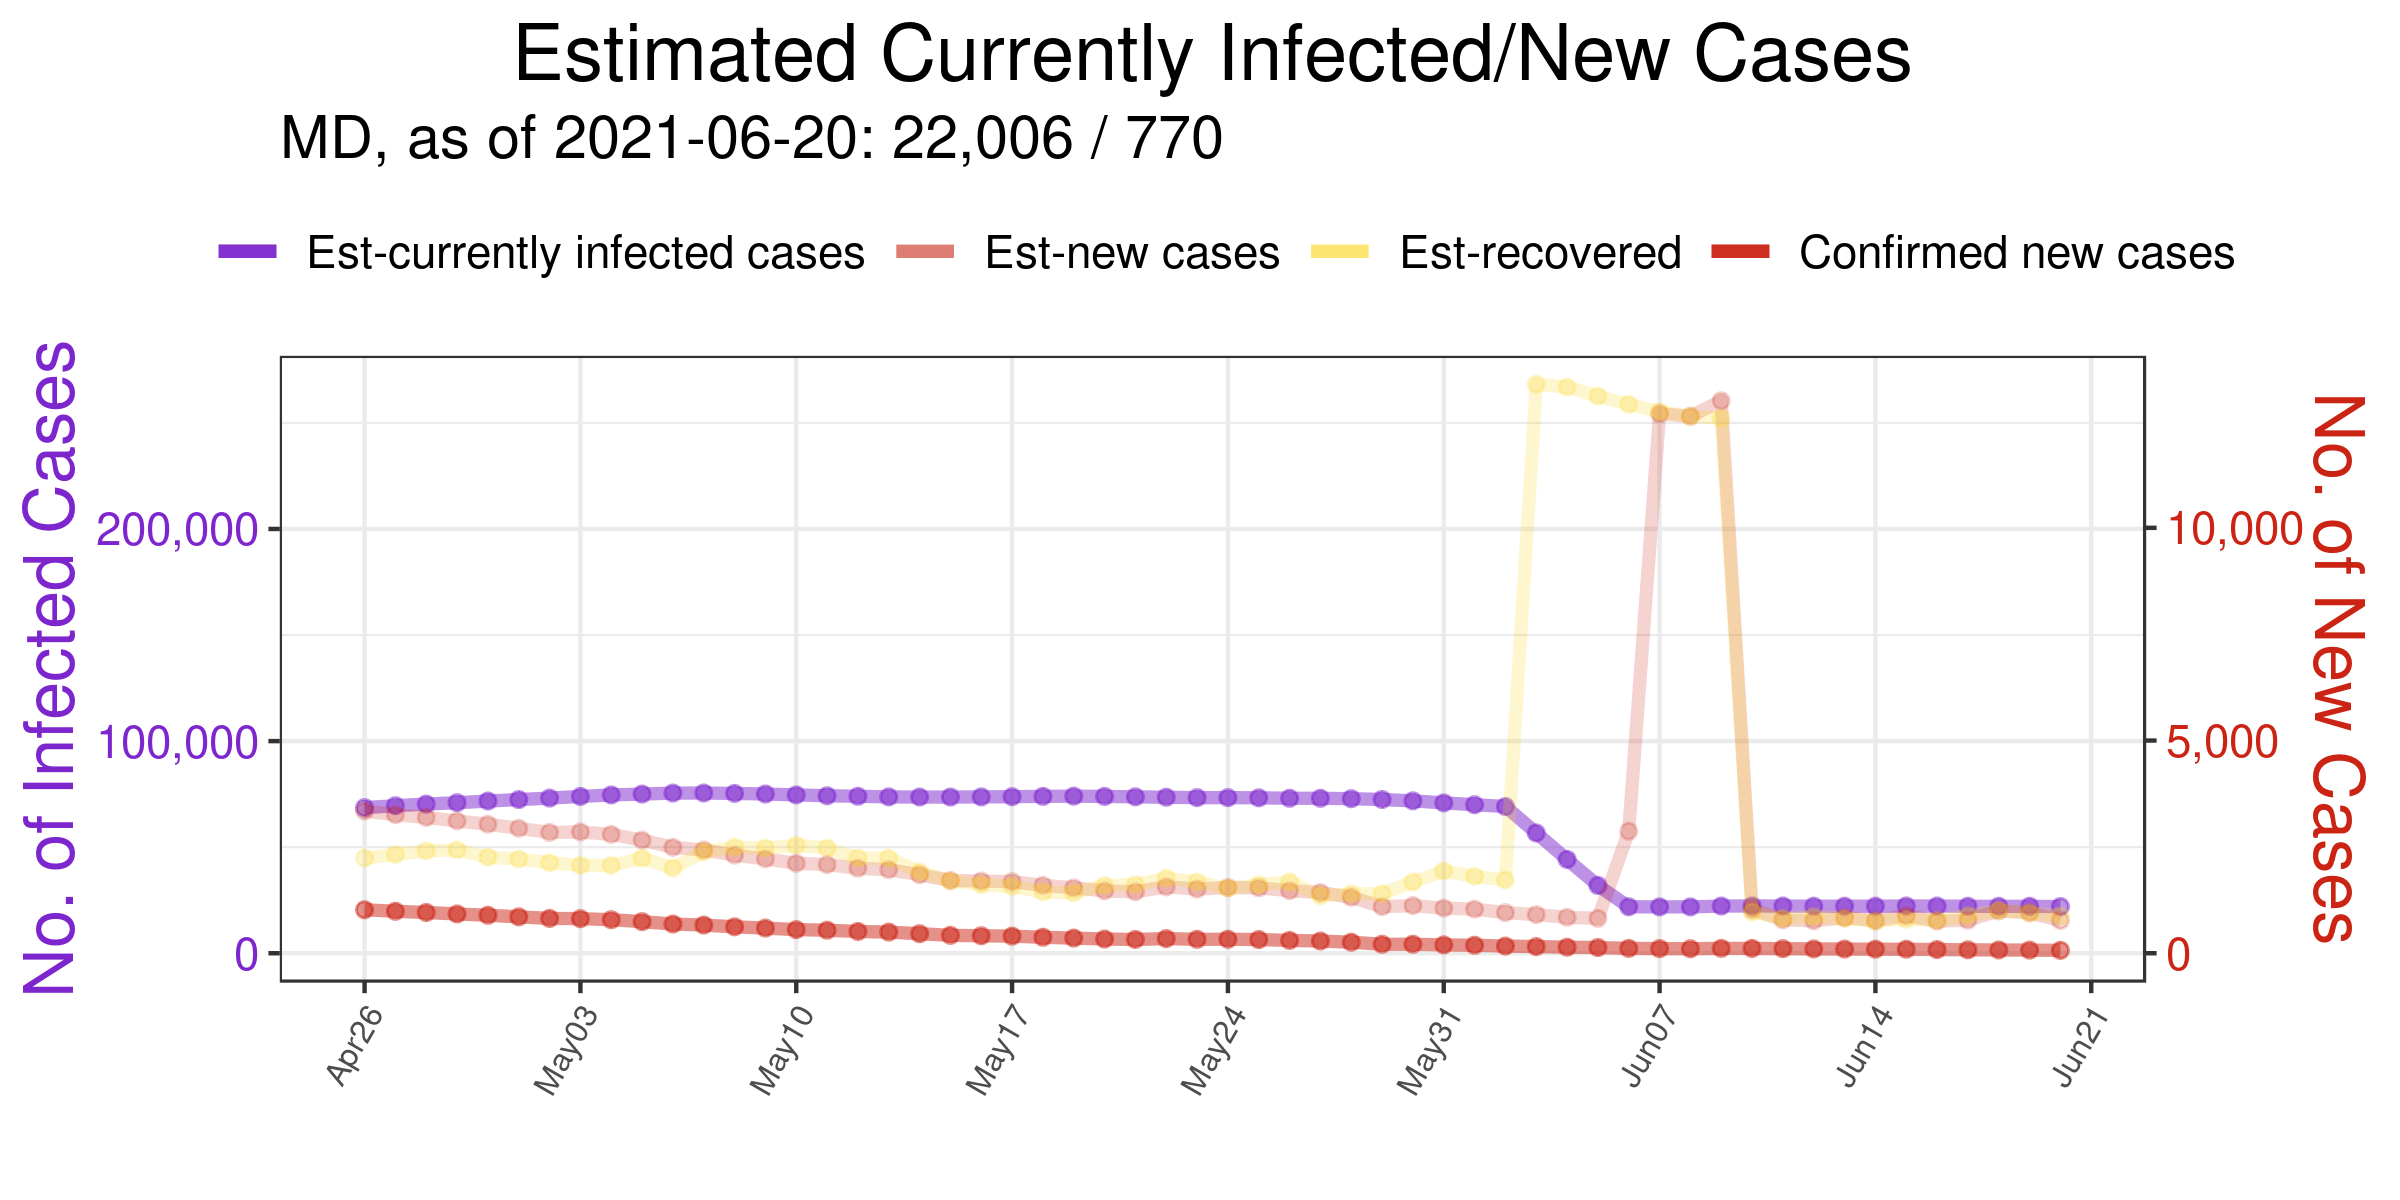 Estimated Currently Infected/New Cases
MD, as of 2021-06-20: 22,006 / 770
Est-currently infected cases Est-new cases Est-recovered Confirmed new cases
No. of Infected Cases
200,000
100,000
0
10,000
5,000
0
No. of New Cases
Apr26 May03 May10 May17 May24 May31 Jun07 Jun14 Jun21